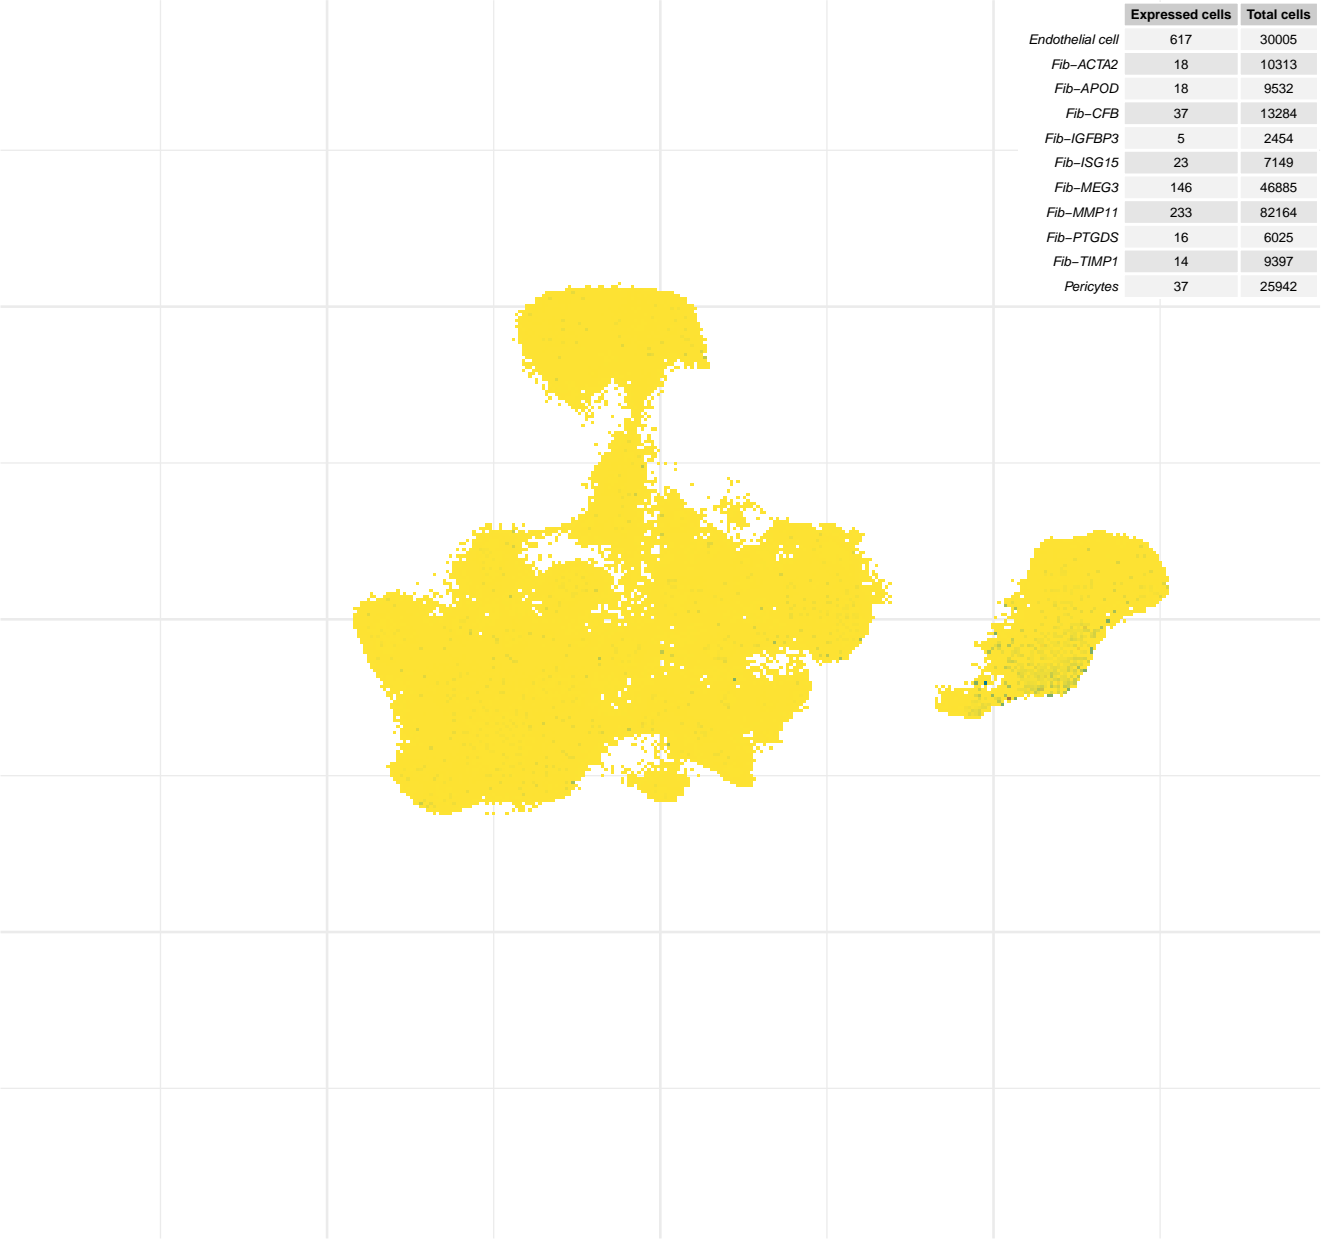 Expressed cells Total cells
Endothelial cell 617 30005
Fib−ACTA2 18 10313
Fib−APOD 18 9532
Fib−CFB 37 13284
Fib−IGFBP3 5 2454
Fib−ISG15 23 7149
Fib−MEG3 146 46885
Fib−MMP11 233 82164
Fib−PTGDS 16 6025
Fib−TIMP1 14 9397
Pericytes 37 25942